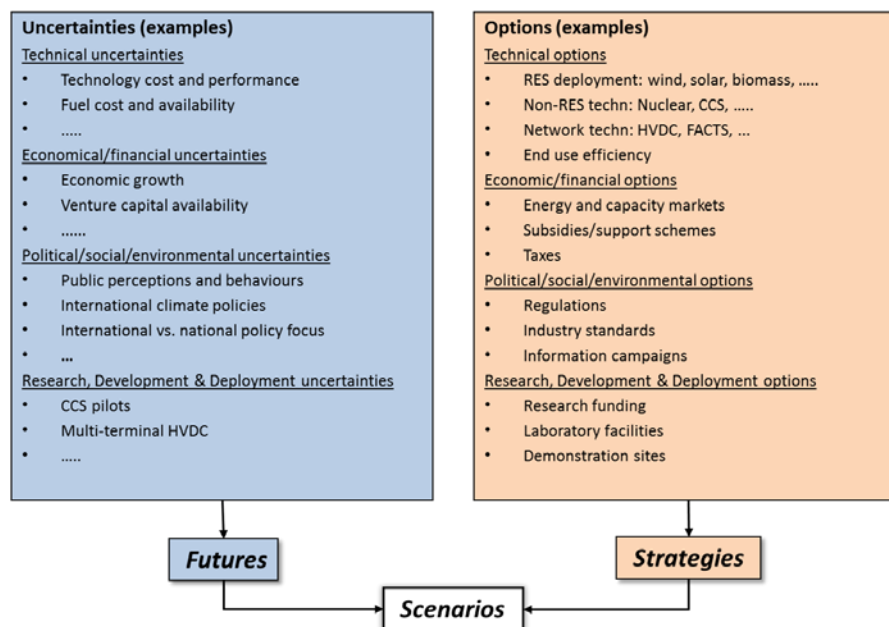 Uncertainties (examples)
Technical uncertainties
• Technology cost and performance
• Fuel cost and availability
• .....
Economical/financial uncertainties
• Economic growth
• Venture capital availability
• ......
Political/social/environmental uncertainties
• Public perceptions and behaviours
• International climate policies
• International vs. national policy focus
• ...
Research, Development & Deployment uncertainties
• CCS pilots
• Multi-terminal HVDC
• .....
Options (examples)
Technical options
• RES deployment: wind, solar, biomass, .....
• Non-RES techn: Nuclear, CCS, .....
• Network techn: HVDC, FACTS, ...
• End use efficiency
Economic/financial options
• Energy and capacity markets
• Subsidies/support schemes
• Taxes
Political/social/environmental options
• Regulations
• Industry standards
• Information campaigns
Research, Development & Deployment options
• Research funding
• Laboratory facilities
• Demonstration sites
Futures
Strategies
Scenarios